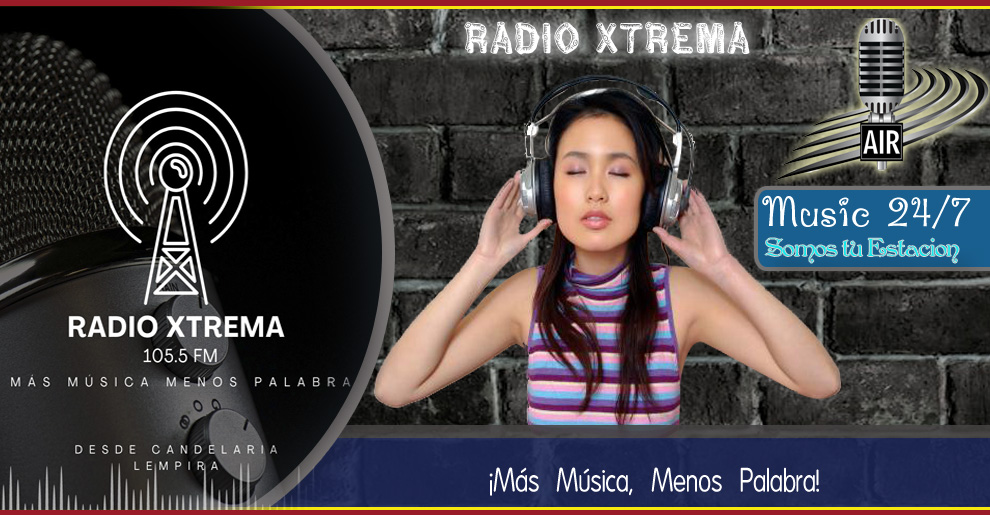 RADIO XTREMA
105.5 FM
MÁS MÚSICA MENOS PALABRA
DESDE CANDELARIA
LEMPIRA
RADIO XTREMA
AIR
Music 24/7
Somos tu Estacion
¡Más Música, Menos Palabra!